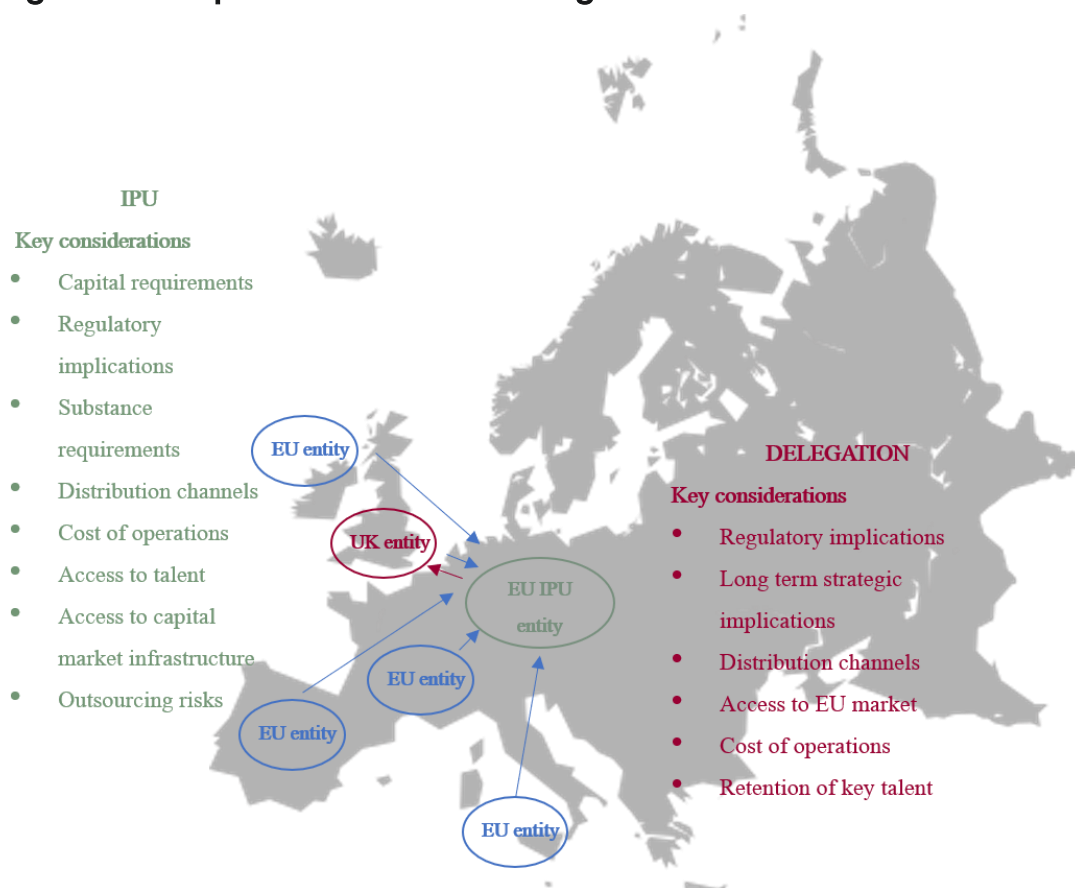 IPU
Key considerations
• Capital requirements
• Regulatory
implications
• Substance
requirements
• Distribution channels
• Cost of operations
• Access to talent
• Access to capital
market infrastructure
• Outsourcing risks
EU entity
UK entity
EU IPU
entity
EU entity
EU entity
EU entity
DELEGATION
Key considerations
• Regulatory implications
• Long term strategic
implications
• Distribution channels
• Access to EU market
• Cost of operations
• Retention of key talent